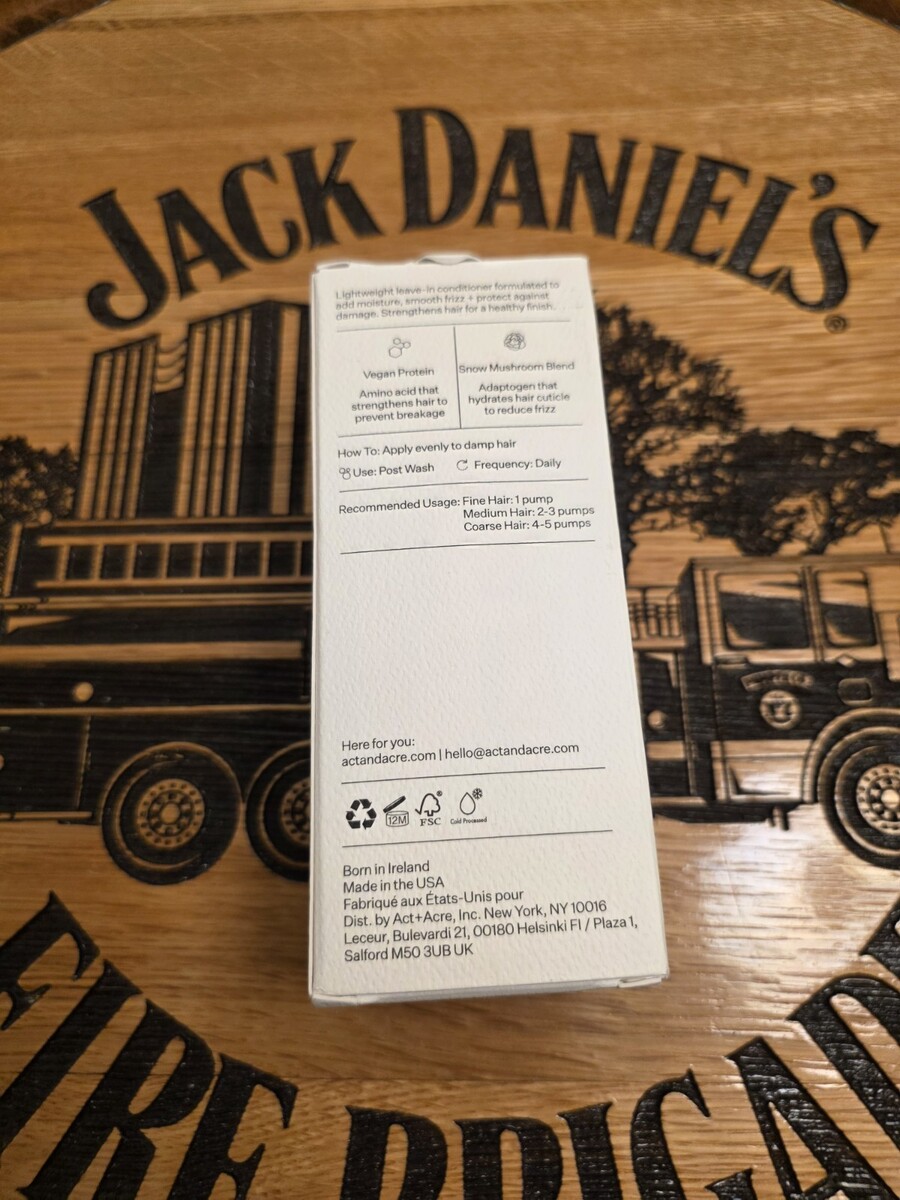 JACK DANIEL'S®
Lightweight leave-in conditioner formulated to
add moisture, smooth frizz + protect against
damage. Strengthens hair for a healthy finish.
Vegan Protein
Amino acid that
strengthens hair to
prevent breakage
Snow Mushroom Blend
Adaptogen that
hydrates hair cuticle
to reduce frizz
How To: Apply evenly to damp hair
Use: Post Wash Frequency: Daily
Recommended Usage: Fine Hair: 1 pump
Medium Hair: 2-3 pumps
Coarse Hair: 4-5 pumps
Here for you:
actandacre.com | hello@actandacre.com
12M
FSC®
Cold Processed
Born in Ireland
Made in the USA
Fabriqué aux États-Unis pour
Dist. by Act+Acre, Inc. New York, NY 10016
Leceur, Bulevardi 21, 00180 Helsinki FI / Plaza 1,
Salford M50 3UB UK
FIRE BRIGADE